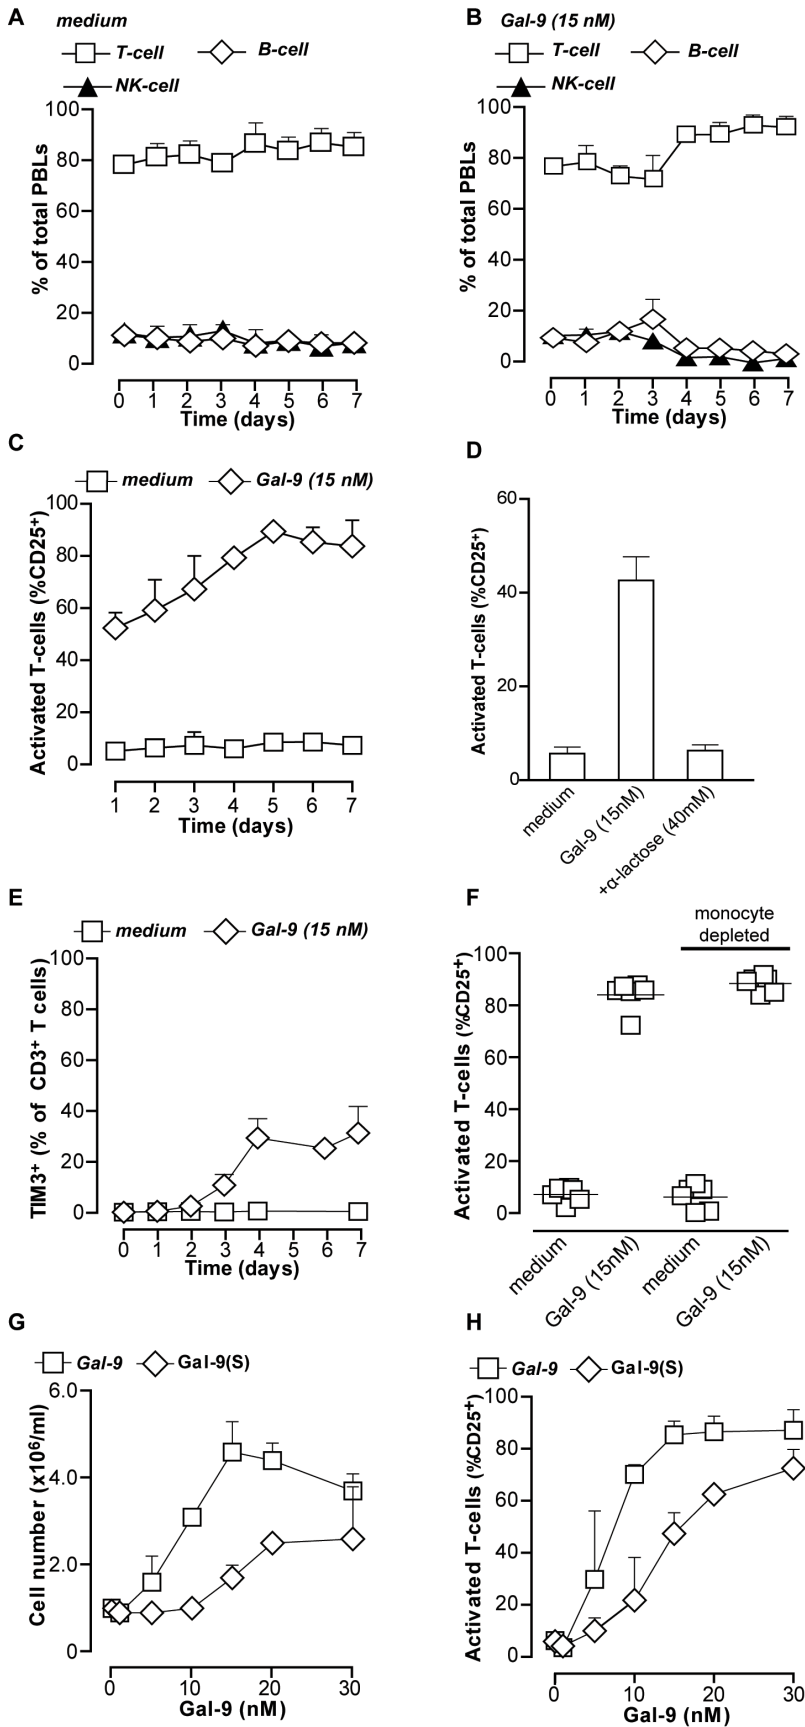 A medium
T-cell B-cell
NK-cell
% of total PBLs
100
80
60
40
20
0
0 1 2 3 4 5 6 7
Time (days)
B Gal-9 (15 nM)
T-cell B-cell
NK-cell
% of total PBLs
100
80
60
40
20
0
0 1 2 3 4 5 6 7
Time (days)
C
medium Gal-9 (15 nM)
Activated T-cells (%CD25+)
100
80
60
40
20
0
1 2 3 4 5 6 7
Time (days)
D
Activated T-cells (%CD25+)
60
40
20
0
medium
Gal-9 (15nM)
+α-lactose (40mM)
E
medium Gal-9 (15 nM)
TIM3+ (% of CD3+ T cells)
100
80
60
40
20
0
0 1 2 3 4 5 6 7
Time (days)
F
monocyte
depleted
Activated T-cells (%CD25+)
100
80
60
40
20
0
medium
Gal-9 (15nM)
medium
Gal-9 (15nM)
G
Gal-9 Gal-9(S)
Cell number (x10⁶/ml)
6.0
4.0
2.0
0
0 10 20 30
Gal-9 (nM)
H
Gal-9 Gal-9(S)
Activated T-cells (%CD25+)
100
80
60
40
20
0
0 10 20 30
Gal-9 (nM)